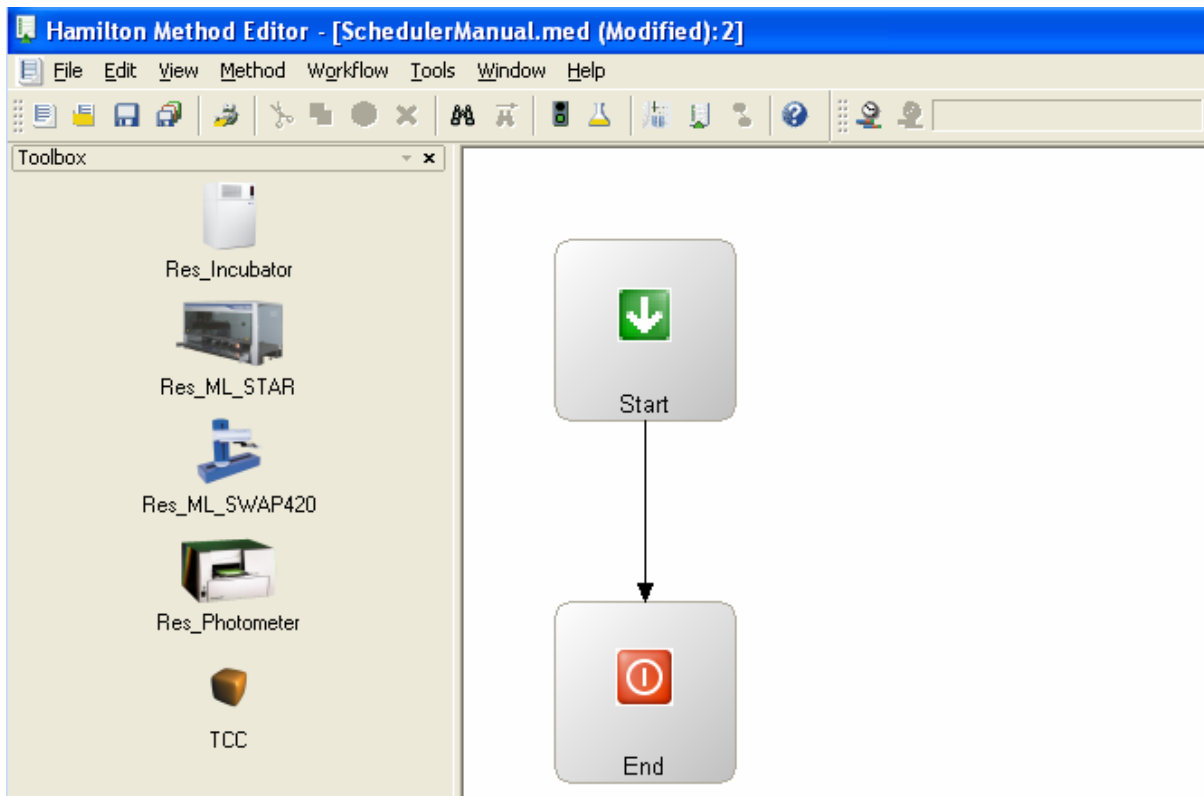 Hamilton Method Editor - [SchedulerManual.med (Modified):2]
File Edit View Method Workflow Tools Window Help
Toolbox
Res_Incubator
Res_ML_STAR
Res_ML_SWAP420
Res_Photometer
TCC
Start
End